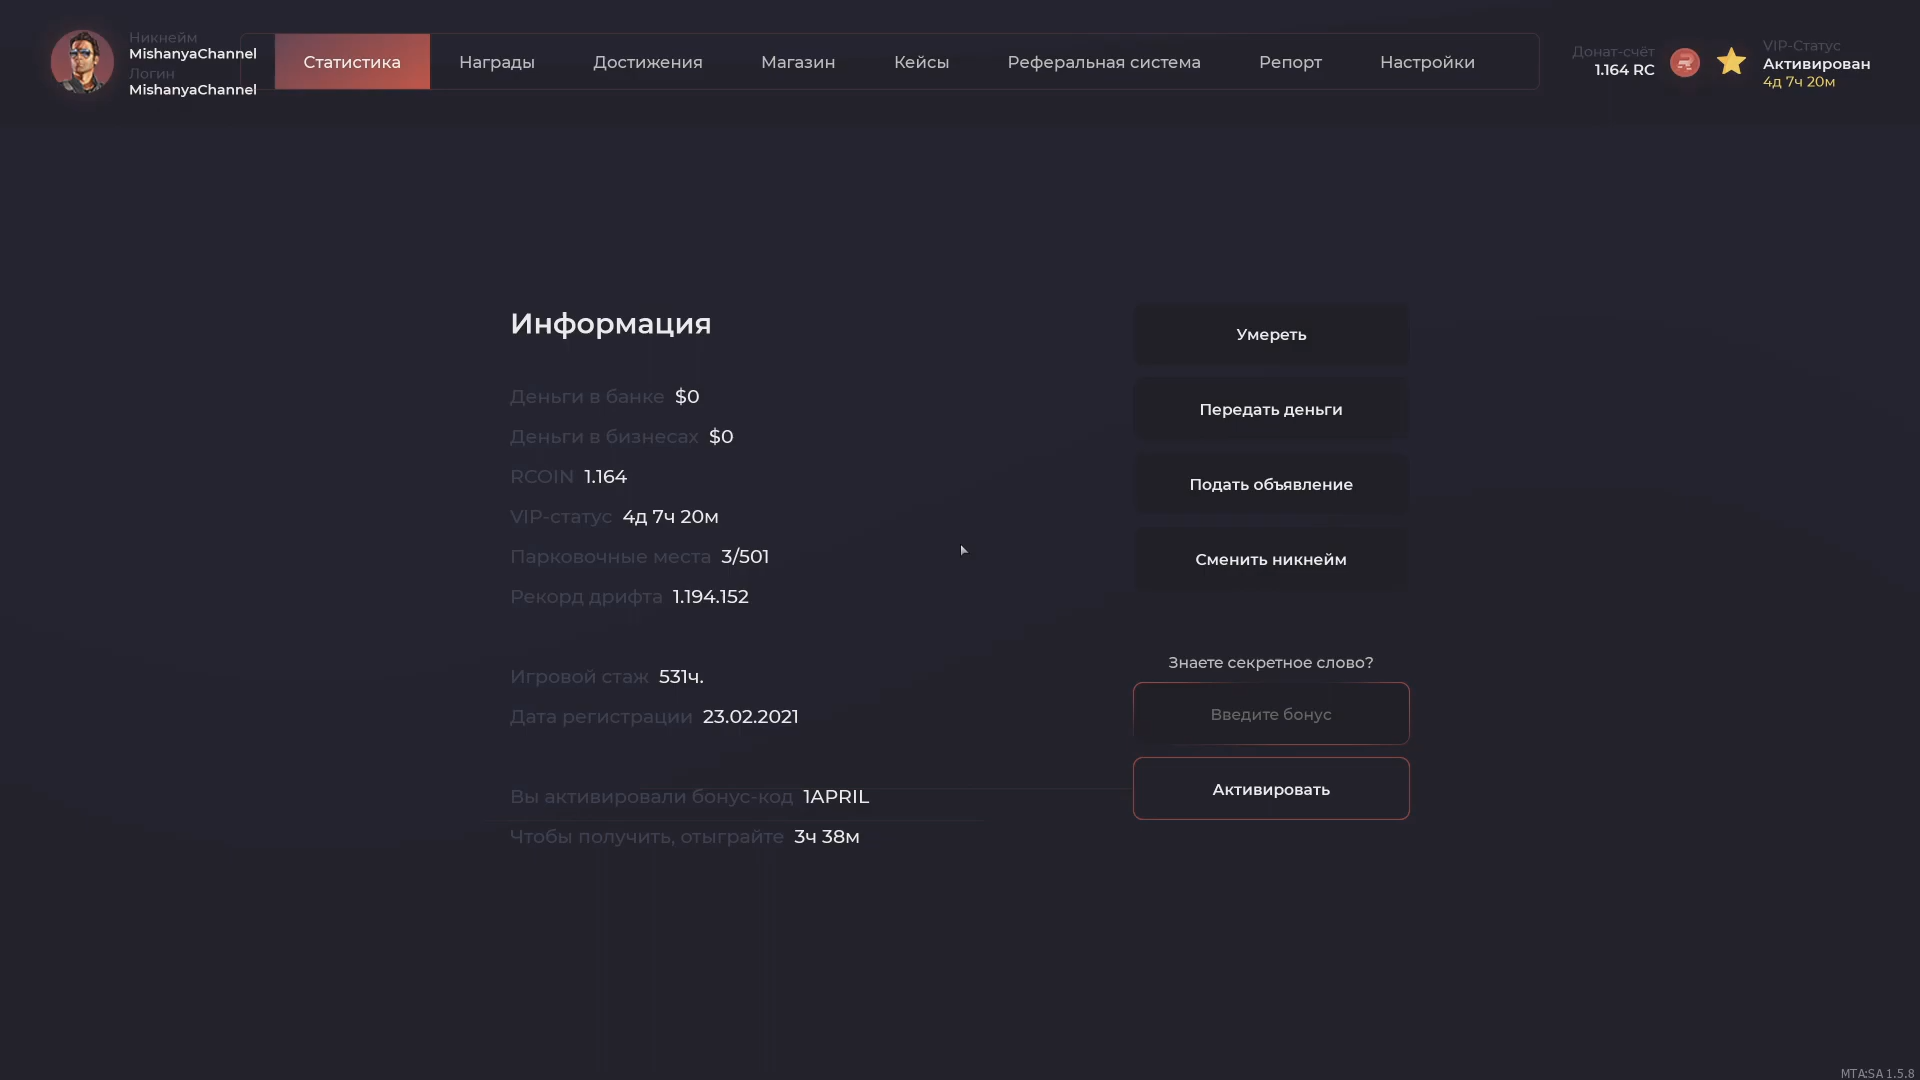 Никнейм
MishanyaChannel
Логин
MishanyaChannel
Статистика
Награды
Достижения
Магазин
Кейсы
Реферальная система
Репорт
Настройки
Донат-счёт
1.164 RC
VIP-Статус
Активирован
4д 7ч 20м
Информация
Деньги в банке $0
Деньги в бизнесах $0
RCOIN 1.164
VIP-статус 4д 7ч 20м
Парковочные места 3/501
Рекорд дрифта 1.194.152
Игровой стаж 531ч.
Дата регистрации 23.02.2021
Вы активировали бонус-код 1APRIL
Чтобы получить, отыграйте 3ч 38м
Умереть
Передать деньги
Подать объявление
Сменить никнейм
Знаете секретное слово?
Введите бонус
Активировать
MTA:SA 1.5.8